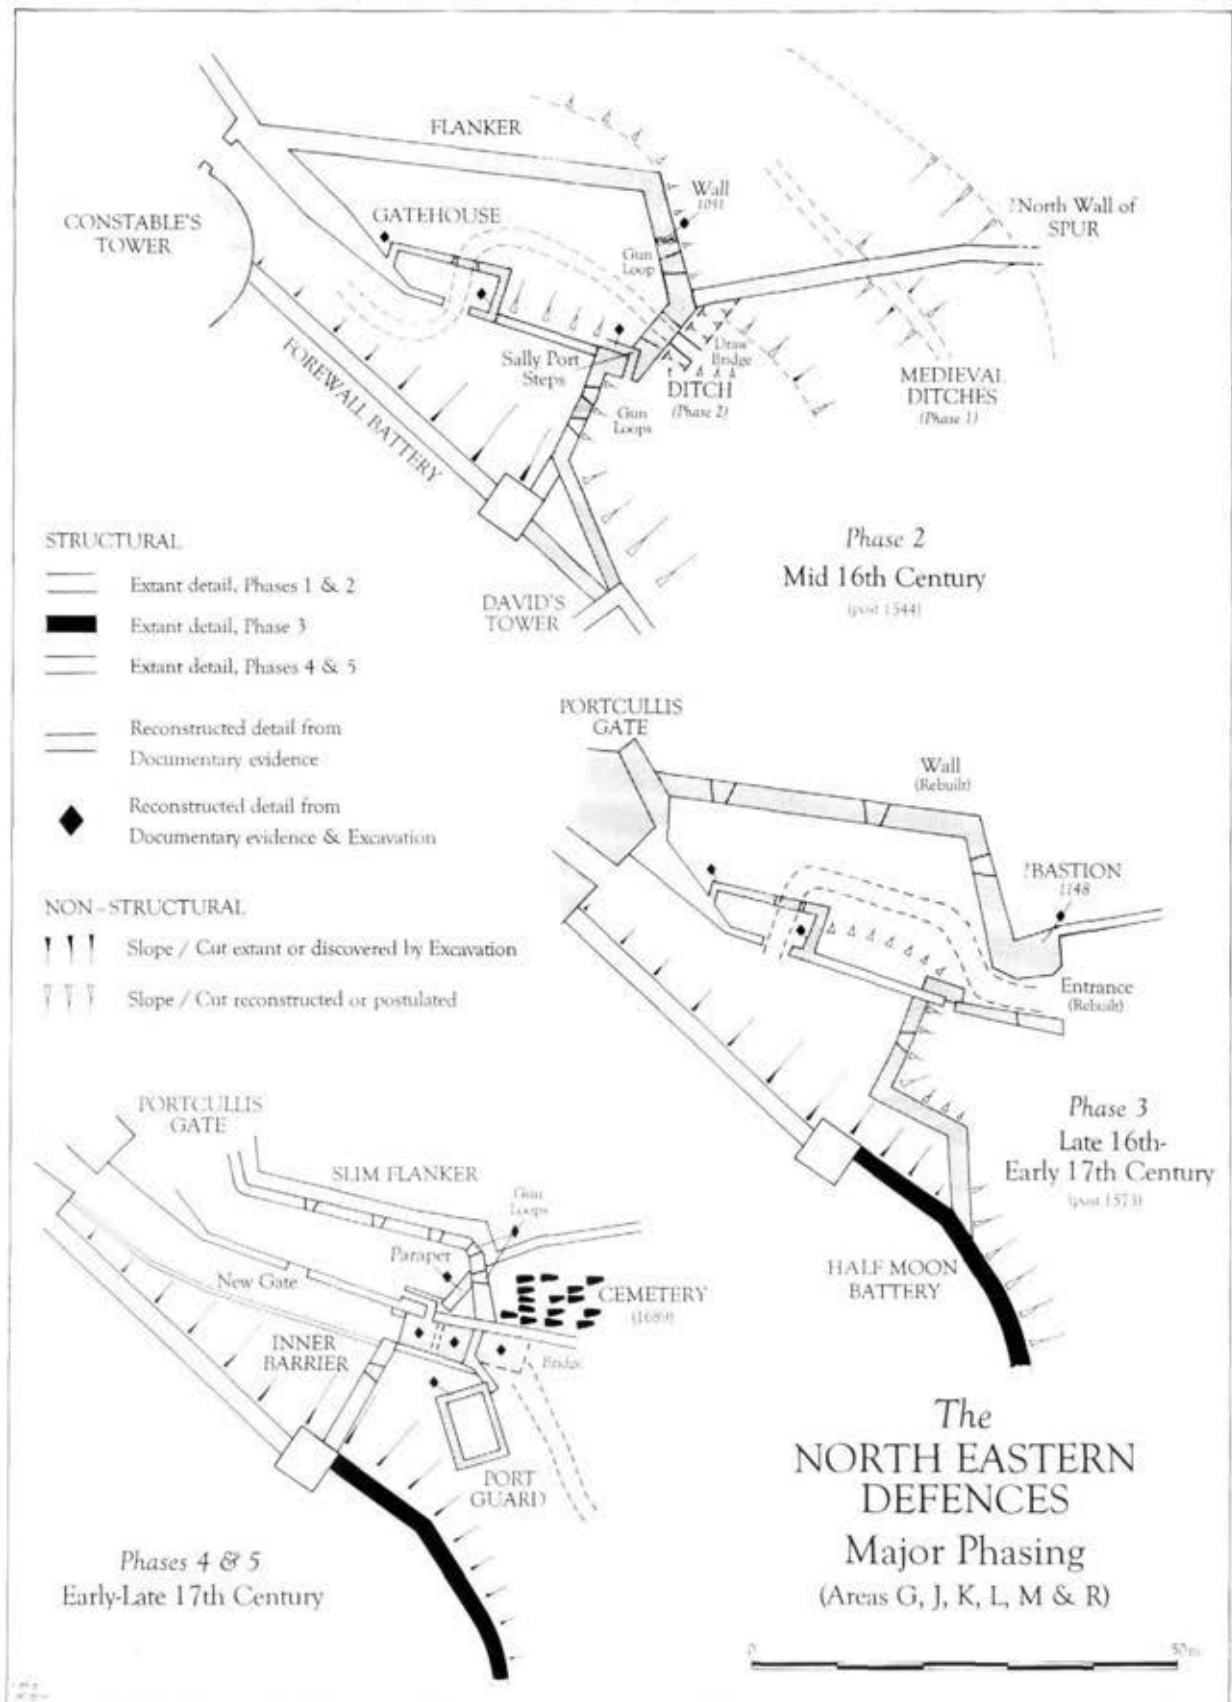 FLANKER
Wall
1051
?North Wall of
SPUR
CONSTABLE'S
TOWER
GATEHOUSE
Gun
Loop
Sally Port
Steps
Draw
Bridge
DITCH
(Phase 2)
Gun
Loops
MEDIEVAL
DITCHES
(Phase 1)
FOREWALL BATTERY
DAVID'S
TOWER
Phase 2
Mid 16th Century
(post 1544)
STRUCTURAL
Extant detail, Phases 1 & 2
Extant detail, Phase 3
Extant detail, Phases 4 & 5
Reconstructed detail from
Documentary evidence
Reconstructed detail from
Documentary evidence & Excavation
NON-STRUCTURAL
Slope / Cut extant or discovered by Excavation
Slope / Cut reconstructed or postulated
PORTCULLIS
GATE
Wall
(Rebuilt)
?BASTION
1148
Entrance
(Rebuilt)
Phase 3
Late 16th-
Early 17th Century
(post 1573)
HALF MOON
BATTERY
PORTCULLIS
GATE
SLIM FLANKER
Gun
Loops
Parapet
New Gate
CEMETERY
(1689)
INNER
BARRIER
Bridge
PORT
GUARD
Phases 4 & 5
Early-Late 17th Century
The
NORTH EASTERN
DEFENCES
Major Phasing
(Areas G, J, K, L, M & R)
0
50m